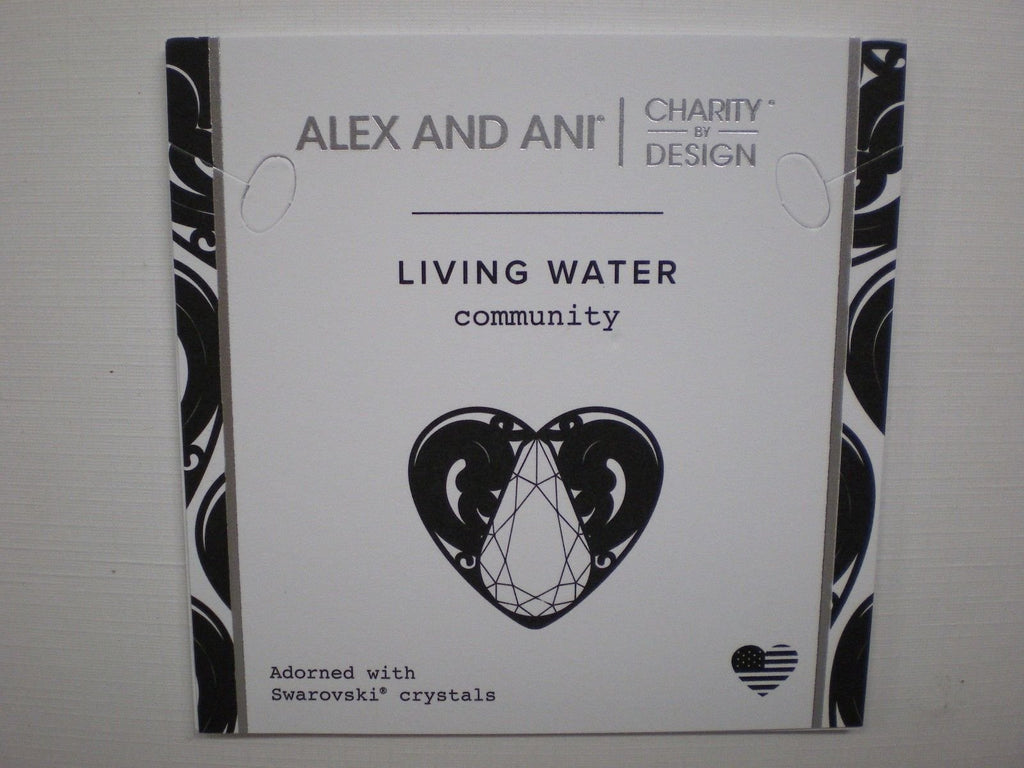 ALEX AND ANI® | CHARITY BY DESIGN®
LIVING WATER
community
Adorned with
Swarovski® crystals